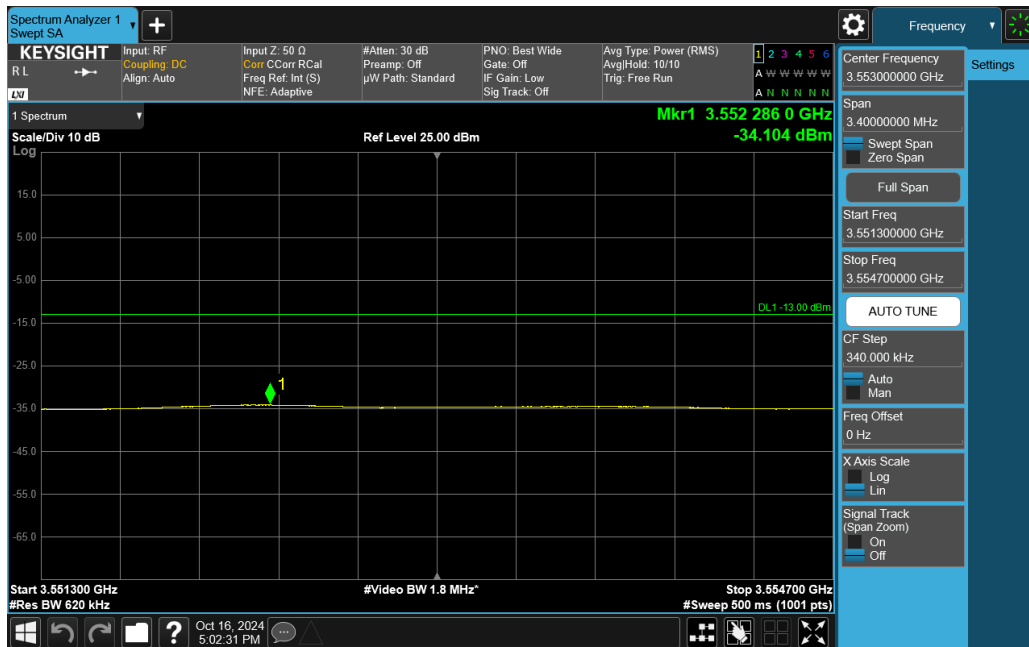 Spectrum Analyzer 1
Swept SA
Frequency
Settings
KEYSIGHT
R L
LXI
Input: RF
Coupling: DC
Align: Auto
Input Z: 50 Ω
Corr CCorr RCal
Freq Ref: Int (S)
NFE: Adaptive
#Atten: 30 dB
Preamp: Off
µW Path: Standard
PNO: Best Wide
Gate: Off
IF Gain: Low
Sig Track: Off
Avg Type: Power (RMS)
Avg|Hold: 10/10
Trig: Free Run
1 2 3 4 5 6
A W W W W W
A N N N N N
1 Spectrum
Scale/Div 10 dB
Log
Ref Level 25.00 dBm
Mkr1 3.552 286 0 GHz
-34.104 dBm
15.0
5.00
-5.00
DL1 -13.00 dBm
-15.0
-25.0
1
-35.0
-45.0
-55.0
-65.0
Start 3.551300 GHz
#Res BW 620 kHz
#Video BW 1.8 MHz*
Stop 3.554700 GHz
#Sweep 500 ms (1001 pts)
Center Frequency
3.553000000 GHz
Span
3.40000000 MHz
Swept Span
Zero Span
Full Span
Start Freq
3.551300000 GHz
Stop Freq
3.554700000 GHz
AUTO TUNE
CF Step
340.000 kHz
Auto
Man
Freq Offset
0 Hz
X Axis Scale
Log
Lin
Signal Track
(Span Zoom)
On
Off
?
Oct 16, 2024
5:02:31 PM